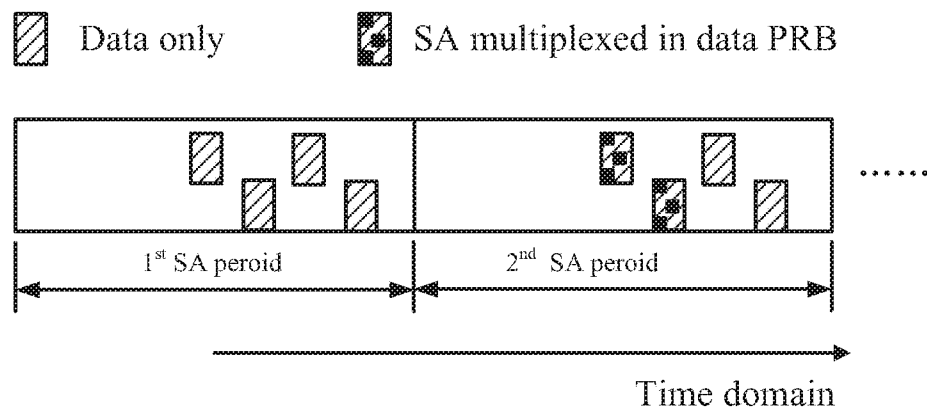 Data only
SA multiplexed in data PRB
......
1st SA peroid
2nd SA peroid
Time domain